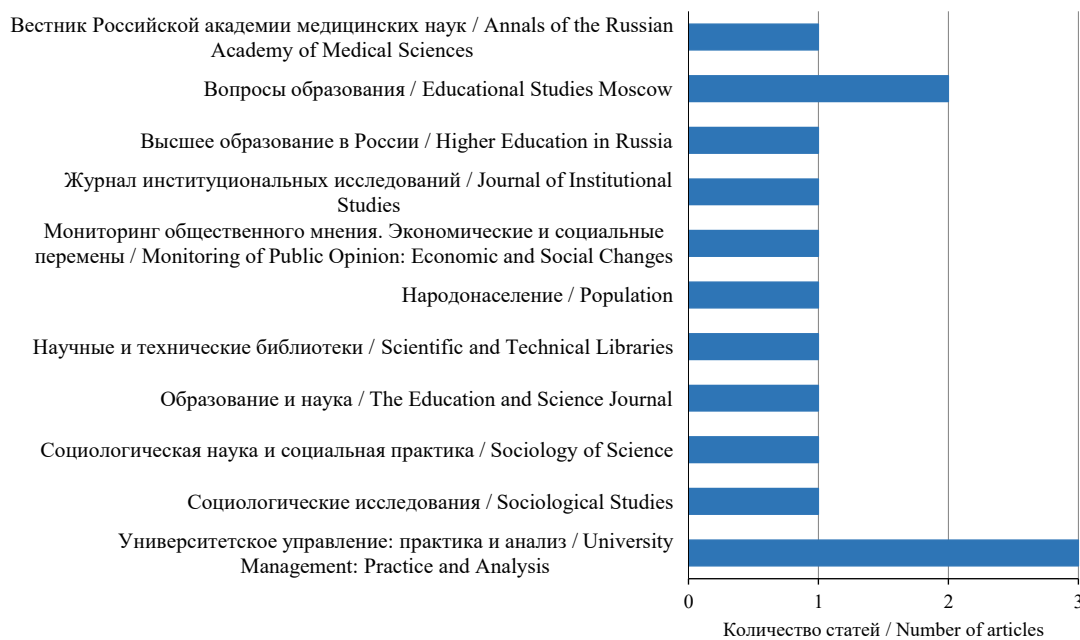 Вестник Российской академии медицинских наук / Annals of the Russian
Academy of Medical Sciences
Вопросы образования / Educational Studies Moscow
Высшее образование в России / Higher Education in Russia
Журнал институциональных исследований / Journal of Institutional
Studies
Мониторинг общественного мнения. Экономические и социальные
перемены / Monitoring of Public Opinion: Economic and Social Changes
Народонаселение / Population
Научные и технические библиотеки / Scientific and Technical Libraries
Образование и наука / The Education and Science Journal
Социологическая наука и социальная практика / Sociology of Science
Социологические исследования / Sociological Studies
Университетское управление: практика и анализ / University
Management: Practice and Analysis
0 1 2 3
Количество статей / Number of articles